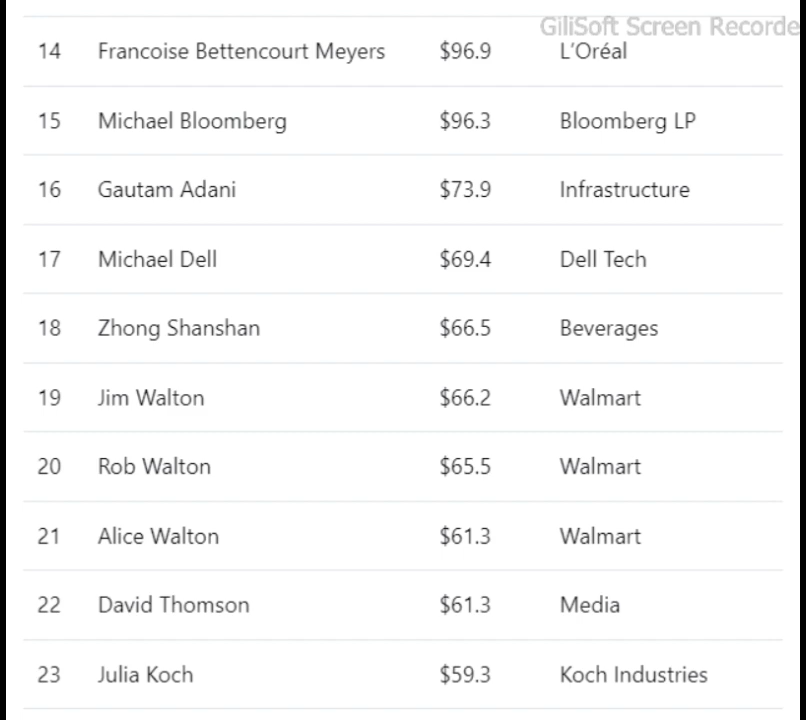 GiliSoft Screen Recorde
14 Francoise Bettencourt Meyers $96.9 L’Oréal
15 Michael Bloomberg $96.3 Bloomberg LP
16 Gautam Adani $73.9 Infrastructure
17 Michael Dell $69.4 Dell Tech
18 Zhong Shanshan $66.5 Beverages
19 Jim Walton $66.2 Walmart
20 Rob Walton $65.5 Walmart
21 Alice Walton $61.3 Walmart
22 David Thomson $61.3 Media
23 Julia Koch $59.3 Koch Industries